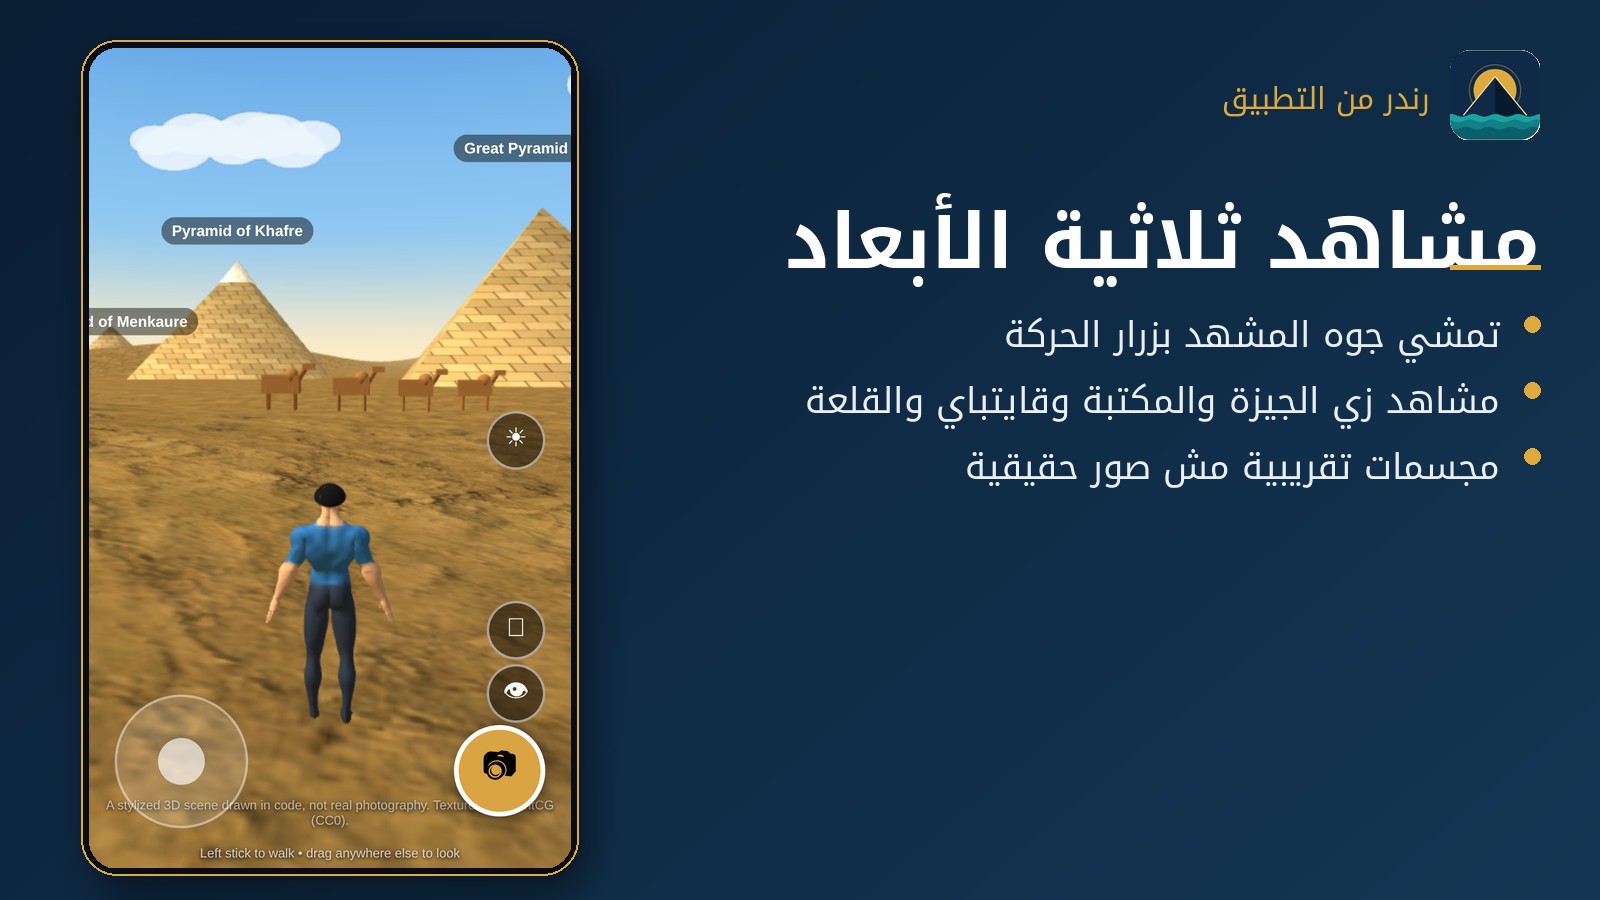 رندر من التطبيق
مشاهد ثلاثية الأبعاد
تمشي جوه المشهد بزرار الحركة
مشاهد زي الجيزة والمكتبة وقايتباي والقلعة
مجسمات تقريبية مش صور حقيقية
Great Pyramid
Pyramid of Khafre
of Menkaure
A stylized 3D scene drawn in code, not real photography.
(CC0).
Left stick to walk • drag anywhere else to look